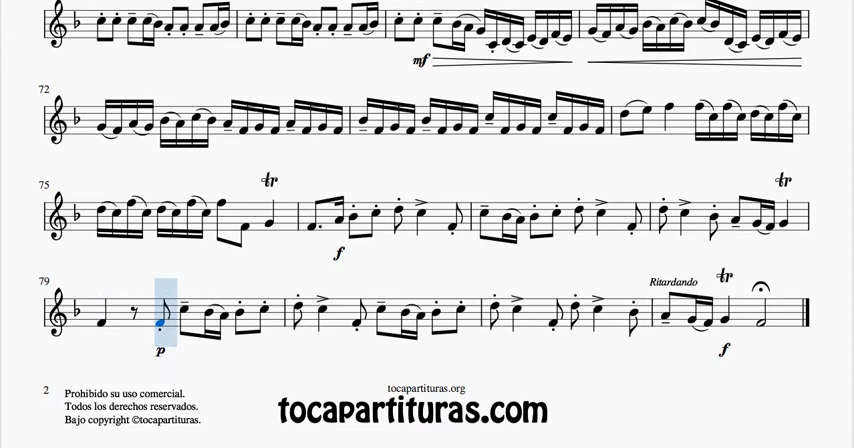 mf
72
75
tr
tr
f
79
Ritardando
tr
p
f
2
Prohibido su uso comercial.
Todos los derechos reservados.
Bajo copyright ©tocapartituras.
tocapartituras.org
tocapartituras.com